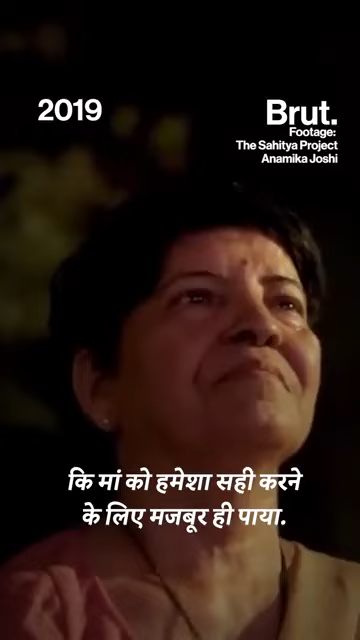 2019
Brut.
Footage:
The Sahitya Project
Anamika Joshi
कि मां को हमेशा सही करने
के लिए मजबूर ही पाया.